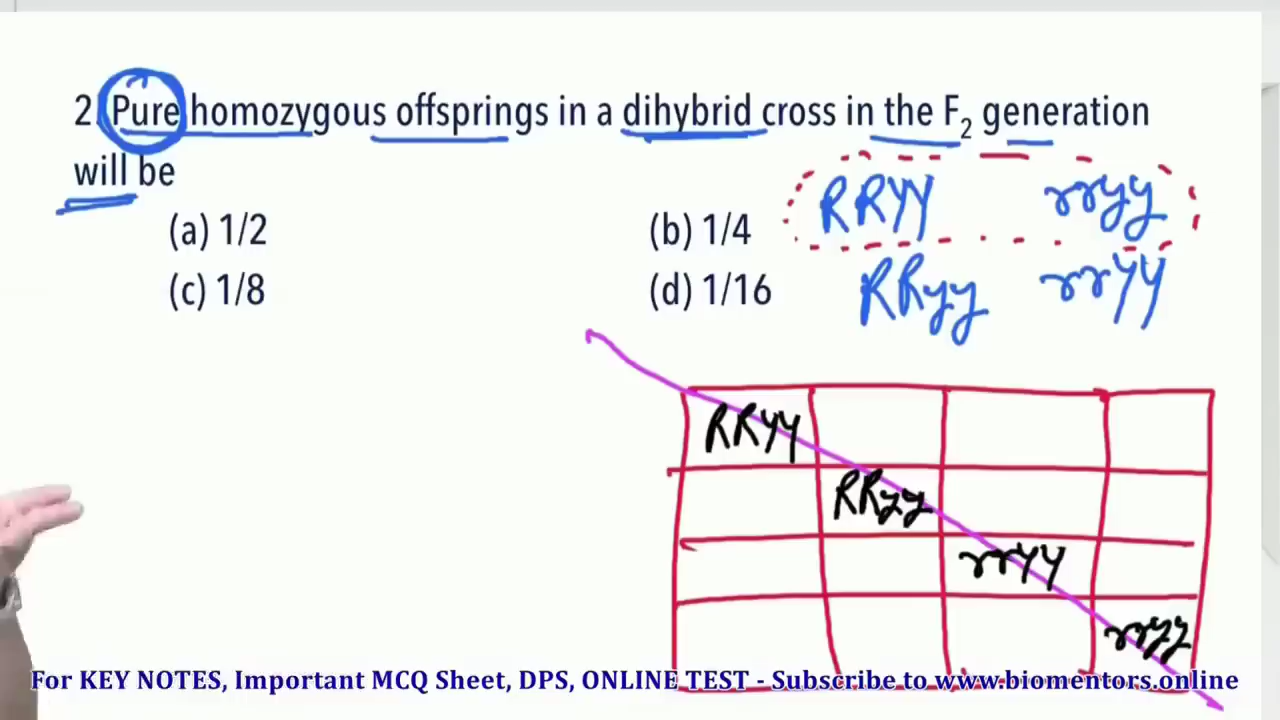 2. Pure homozygous offsprings in a dihybrid cross in the F₂ generation
will be
(a) 1/2 (b) 1/4
(c) 1/8 (d) 1/16
RRYY rryy
RRyy rrYY
RRYY
RRyy
rrYY
rryy
For KEY NOTES, Important MCQ Sheet, DPS, ONLINE TEST - Subscribe to www.biomentors.online